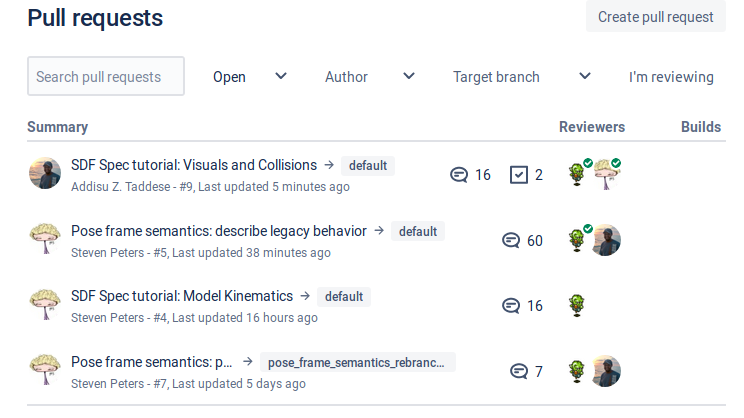 Pull requests
Create pull request
Search pull requests
Open
Author
Target branch
I'm reviewing
Summary
Reviewers
Builds
SDF Spec tutorial: Visuals and Collisions → default
16
2
Addisu Z. Taddese - #9, Last updated 5 minutes ago
Pose frame semantics: describe legacy behavior → default
60
Steven Peters - #5, Last updated 38 minutes ago
SDF Spec tutorial: Model Kinematics → default
16
Steven Peters - #4, Last updated 16 hours ago
Pose frame semantics: p... → pose_frame_semantics_rebranc...
7
Steven Peters - #7, Last updated 5 days ago